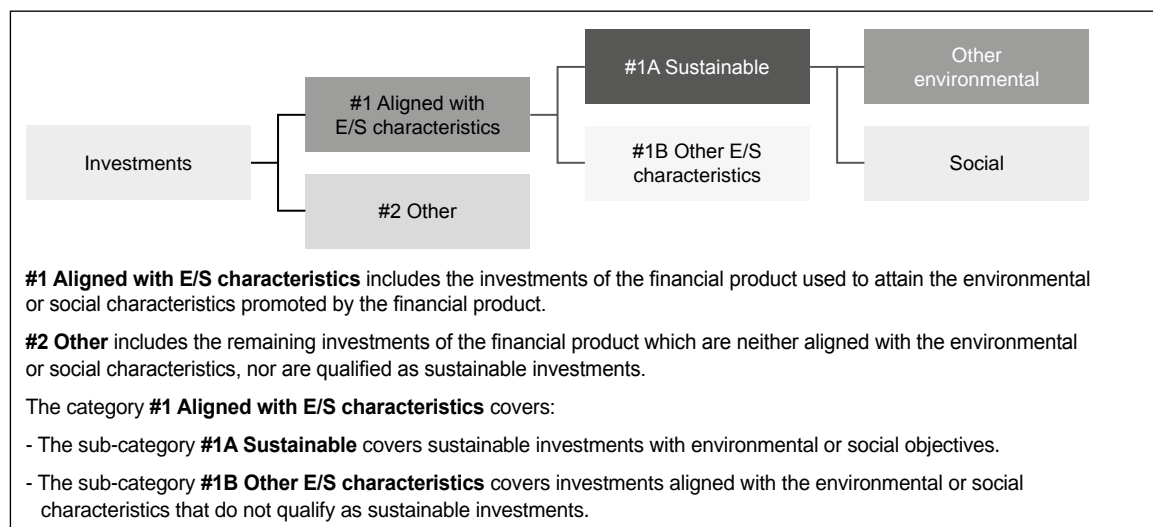 Investments
#1 Aligned with
E/S characteristics
#2 Other
#1A Sustainable
#1B Other E/S
characteristics
Other
environmental
Social
#1 Aligned with E/S characteristics includes the investments of the financial product used to attain the environmental
or social characteristics promoted by the financial product.
#2 Other includes the remaining investments of the financial product which are neither aligned with the environmental
or social characteristics, nor are qualified as sustainable investments.
The category #1 Aligned with E/S characteristics covers:
- The sub-category #1A Sustainable covers sustainable investments with environmental or social objectives.
- The sub-category #1B Other E/S characteristics covers investments aligned with the environmental or social
characteristics that do not qualify as sustainable investments.